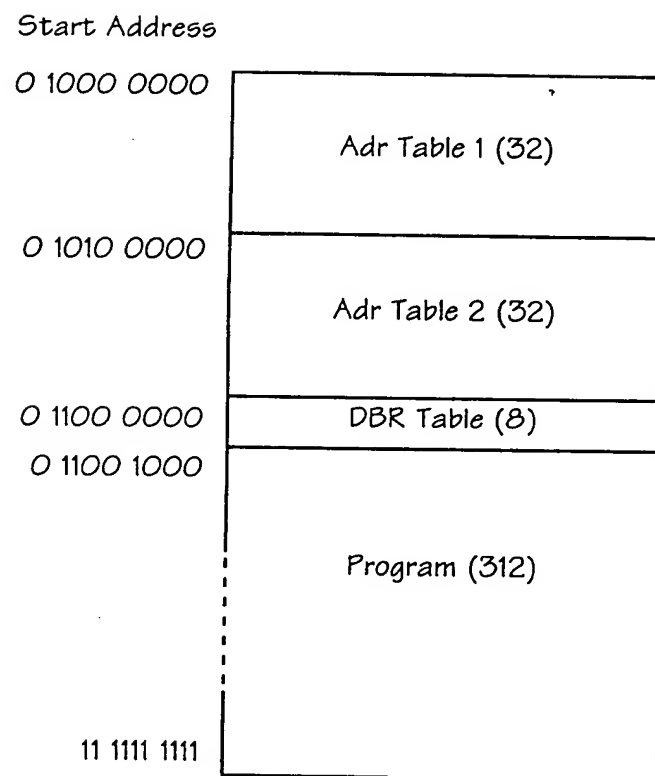 Start Address
0 1000 0000
Adr Table 1 (32)
0 1010 0000
Adr Table 2 (32)
0 1100 0000
DBR Table (8)
0 1100 1000
Program (312)
11 1111 1111